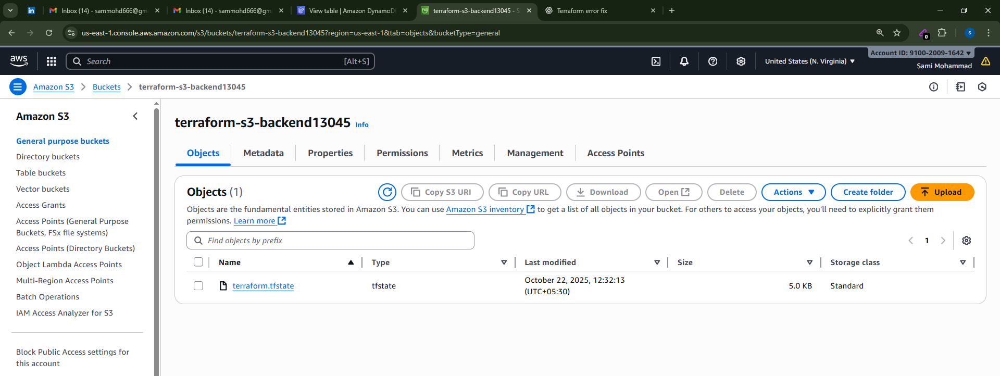 Inbox (14) - sammohd666@gm
Inbox (14) - sammohd666@gm
View table | Amazon DynamoD
terraform-s3-backend13045 - S
Terraform error fix
us-east-1.console.aws.amazon.com/s3/buckets/terraform-s3-backend13045?region=us-east-1&tab=objects&bucketType=general
0
S
aws
Search
[Alt+S]
United States (N. Virginia)
Account ID: 9100-2009-1642
Sami Mohammad
Amazon S3
Buckets
terraform-s3-backend13045
Amazon S3
General purpose buckets
Directory buckets
Table buckets
Vector buckets
Access Grants
Access Points (General Purpose
Buckets, FSx file systems)
Access Points (Directory Buckets)
Object Lambda Access Points
Multi-Region Access Points
Batch Operations
IAM Access Analyzer for S3
Block Public Access settings for
this account
terraform-s3-backend13045 Info
Objects
Metadata
Properties
Permissions
Metrics
Management
Access Points
Objects (1)
Copy S3 URI
Copy URL
Download
Open
Delete
Actions
Create folder
Upload
Objects are the fundamental entities stored in Amazon S3. You can use Amazon S3 inventory to get a list of all objects in your bucket. For others to access your objects, you'll need to explicitly grant them
permissions. Learn more
Find objects by prefix
1
Name
Type
Last modified
Size
Storage class
terraform.tfstate
tfstate
October 22, 2025, 12:32:13
(UTC+05:30)
5.0 KB
Standard